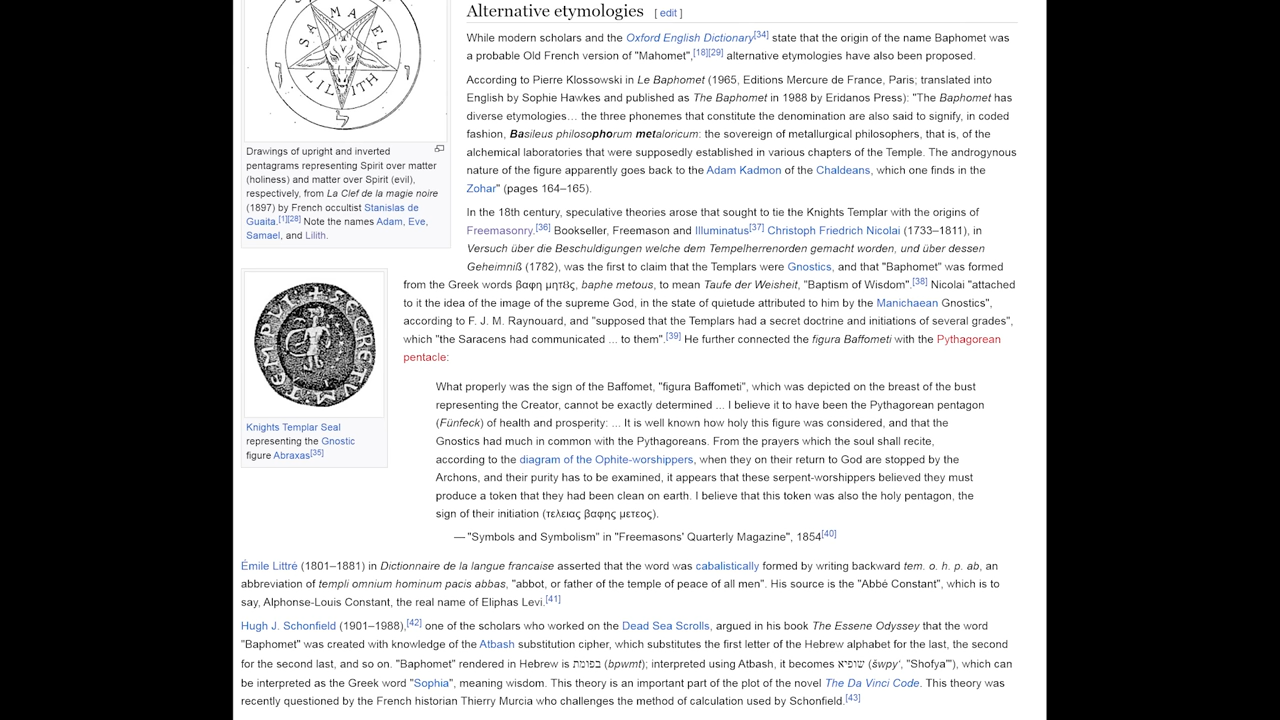 SAMAEL
LILITH
Drawings of upright and inverted
pentagrams representing Spirit over matter
(holiness) and matter over Spirit (evil),
respectively, from La Clef de la magie noire
(1897) by French occultist Stanislas de
Guaita.[1][28] Note the names Adam, Eve,
Samael, and Lilith.
TEMPLI SECRETVM
Knights Templar Seal
representing the Gnostic
figure Abraxas[35]
Alternative etymologies [ edit ]
While modern scholars and the Oxford English Dictionary[34] state that the origin of the name Baphomet was
a probable Old French version of "Mahomet",[18][29] alternative etymologies have also been proposed.
According to Pierre Klossowski in Le Baphomet (1965, Editions Mercure de France, Paris; translated into
English by Sophie Hawkes and published as The Baphomet in 1988 by Eridanos Press): "The Baphomet has
diverse etymologies… the three phonemes that constitute the denomination are also said to signify, in coded
fashion, Basileus philosophorum metaloricum: the sovereign of metallurgical philosophers, that is, of the
alchemical laboratories that were supposedly established in various chapters of the Temple. The androgynous
nature of the figure apparently goes back to the Adam Kadmon of the Chaldeans, which one finds in the
Zohar" (pages 164–165).
In the 18th century, speculative theories arose that sought to tie the Knights Templar with the origins of
Freemasonry.[36] Bookseller, Freemason and Illuminatus[37] Christoph Friedrich Nicolai (1733–1811), in
Versuch über die Beschuldigungen welche dem Tempelherrenorden gemacht worden, und über dessen
Geheimniß (1782), was the first to claim that the Templars were Gnostics, and that "Baphomet" was formed
from the Greek words βαφη μητȣς, baphe metous, to mean Taufe der Weisheit, "Baptism of Wisdom".[38] Nicolai "attached
to it the idea of the image of the supreme God, in the state of quietude attributed to him by the Manichaean Gnostics",
according to F. J. M. Raynouard, and "supposed that the Templars had a secret doctrine and initiations of several grades",
which "the Saracens had communicated ... to them".[39] He further connected the figura Baffometi with the Pythagorean
pentacle:
What properly was the sign of the Baffomet, "figura Baffometi", which was depicted on the breast of the bust
representing the Creator, cannot be exactly determined ... I believe it to have been the Pythagorean pentagon
(Fünfeck) of health and prosperity: ... It is well known how holy this figure was considered, and that the
Gnostics had much in common with the Pythagoreans. From the prayers which the soul shall recite,
according to the diagram of the Ophite-worshippers, when they on their return to God are stopped by the
Archons, and their purity has to be examined, it appears that these serpent-worshippers believed they must
produce a token that they had been clean on earth. I believe that this token was also the holy pentagon, the
sign of their initiation (τελειας βαφης μετεος).
— "Symbols and Symbolism" in "Freemasons' Quarterly Magazine", 1854[40]
Émile Littré (1801–1881) in Dictionnaire de la langue francaise asserted that the word was cabalistically formed by writing backward tem. o. h. p. ab, an
abbreviation of templi omnium hominum pacis abbas, "abbot, or father of the temple of peace of all men". His source is the "Abbé Constant", which is to
say, Alphonse-Louis Constant, the real name of Eliphas Levi.[41]
Hugh J. Schonfield (1901–1988),[42] one of the scholars who worked on the Dead Sea Scrolls, argued in his book The Essene Odyssey that the word
"Baphomet" was created with knowledge of the Atbash substitution cipher, which substitutes the first letter of the Hebrew alphabet for the last, the second
for the second last, and so on. "Baphomet" rendered in Hebrew is בפומת (bpwmt); interpreted using Atbash, it becomes שופיא (šwpy', "Shofya'"), which can
be interpreted as the Greek word "Sophia", meaning wisdom. This theory is an important part of the plot of the novel The Da Vinci Code. This theory was
recently questioned by the French historian Thierry Murcia who challenges the method of calculation used by Schonfield.[43]